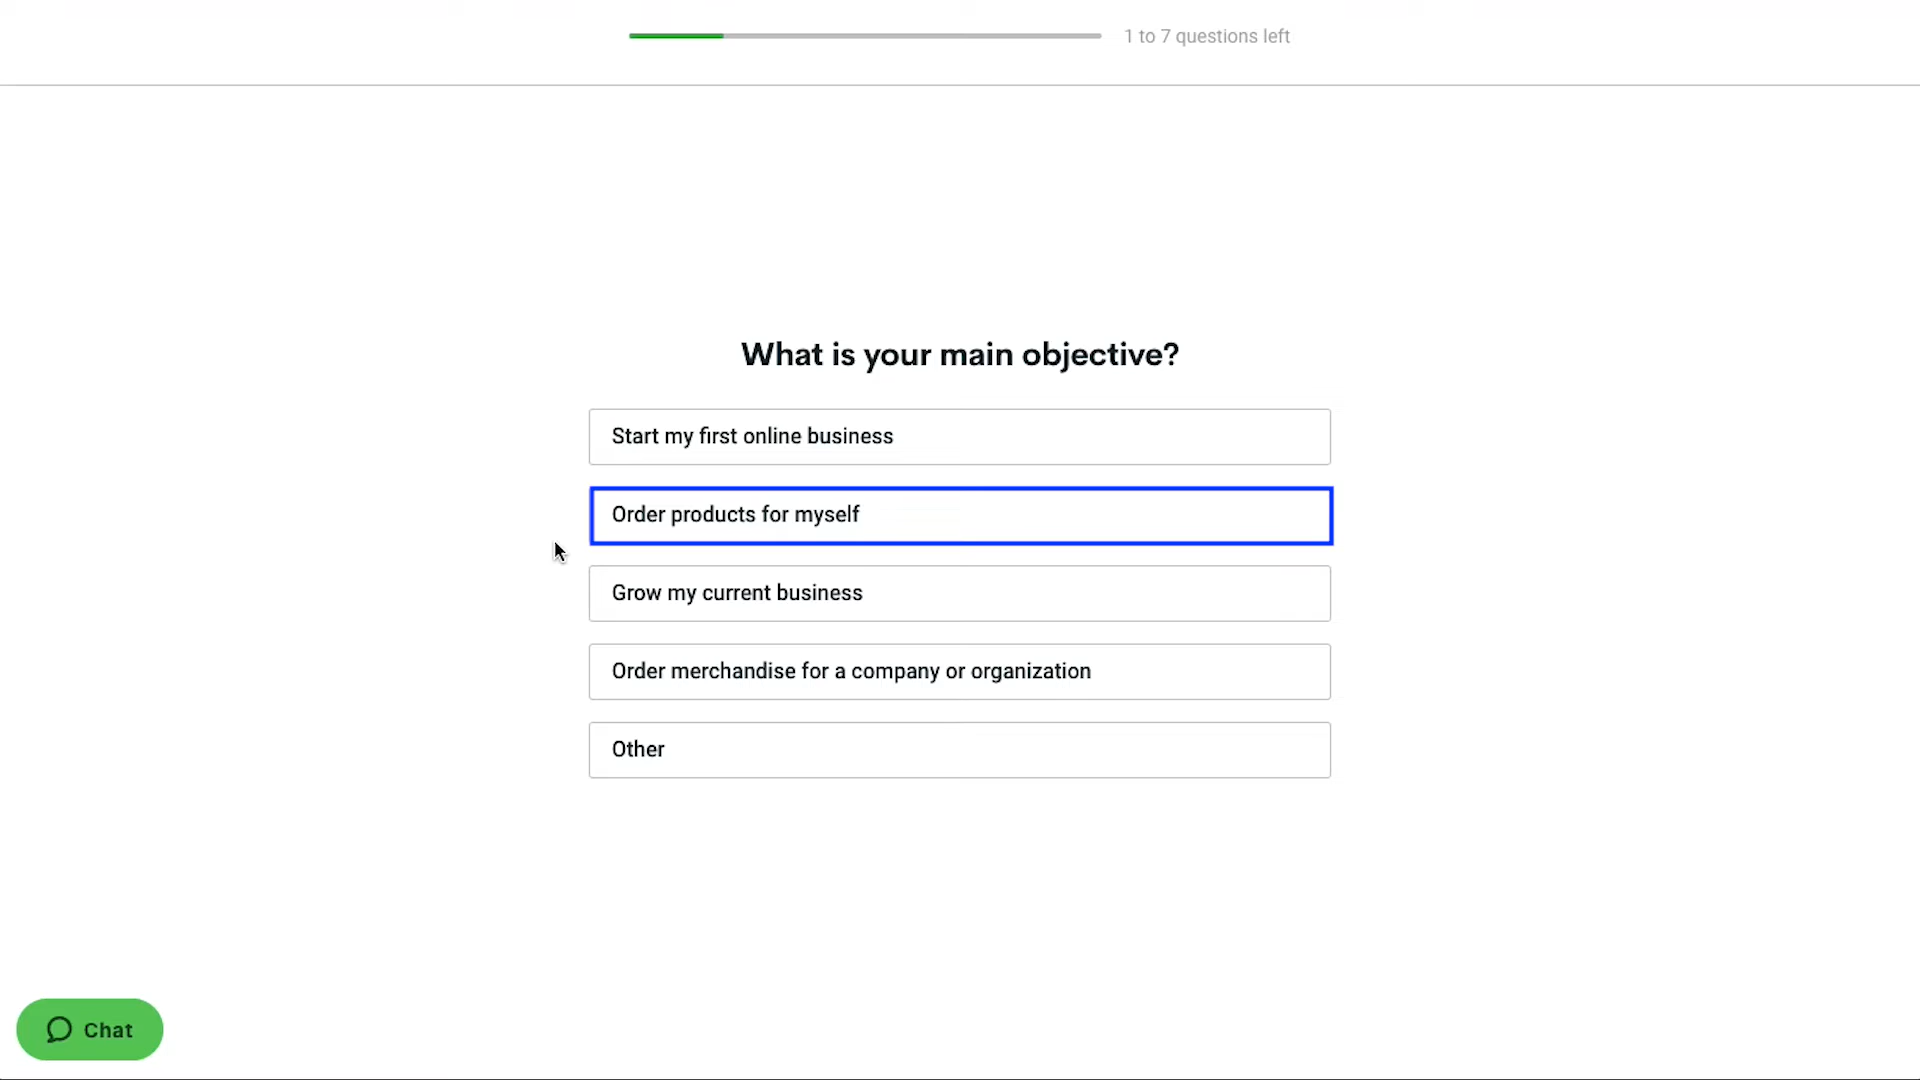 1 to 7 questions left
What is your main objective?
Start my first online business
Order products for myself
Grow my current business
Order merchandise for a company or organization
Other
Chat